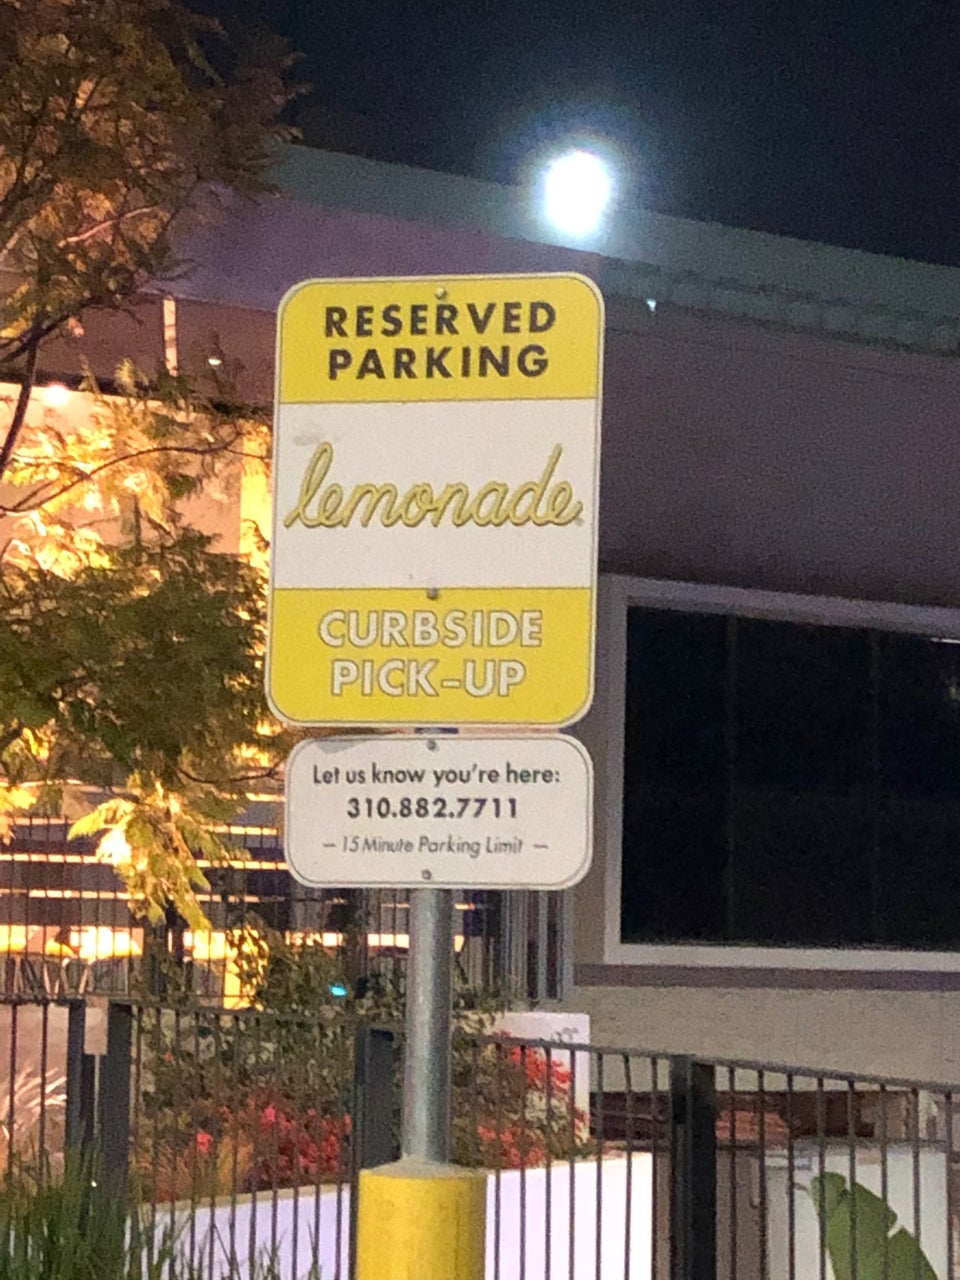 RESERVED
PARKING
lemonade
CURBSIDE
PICK-UP
Let us know you're here:
310.882.7711
— 15 Minute Parking Limit —